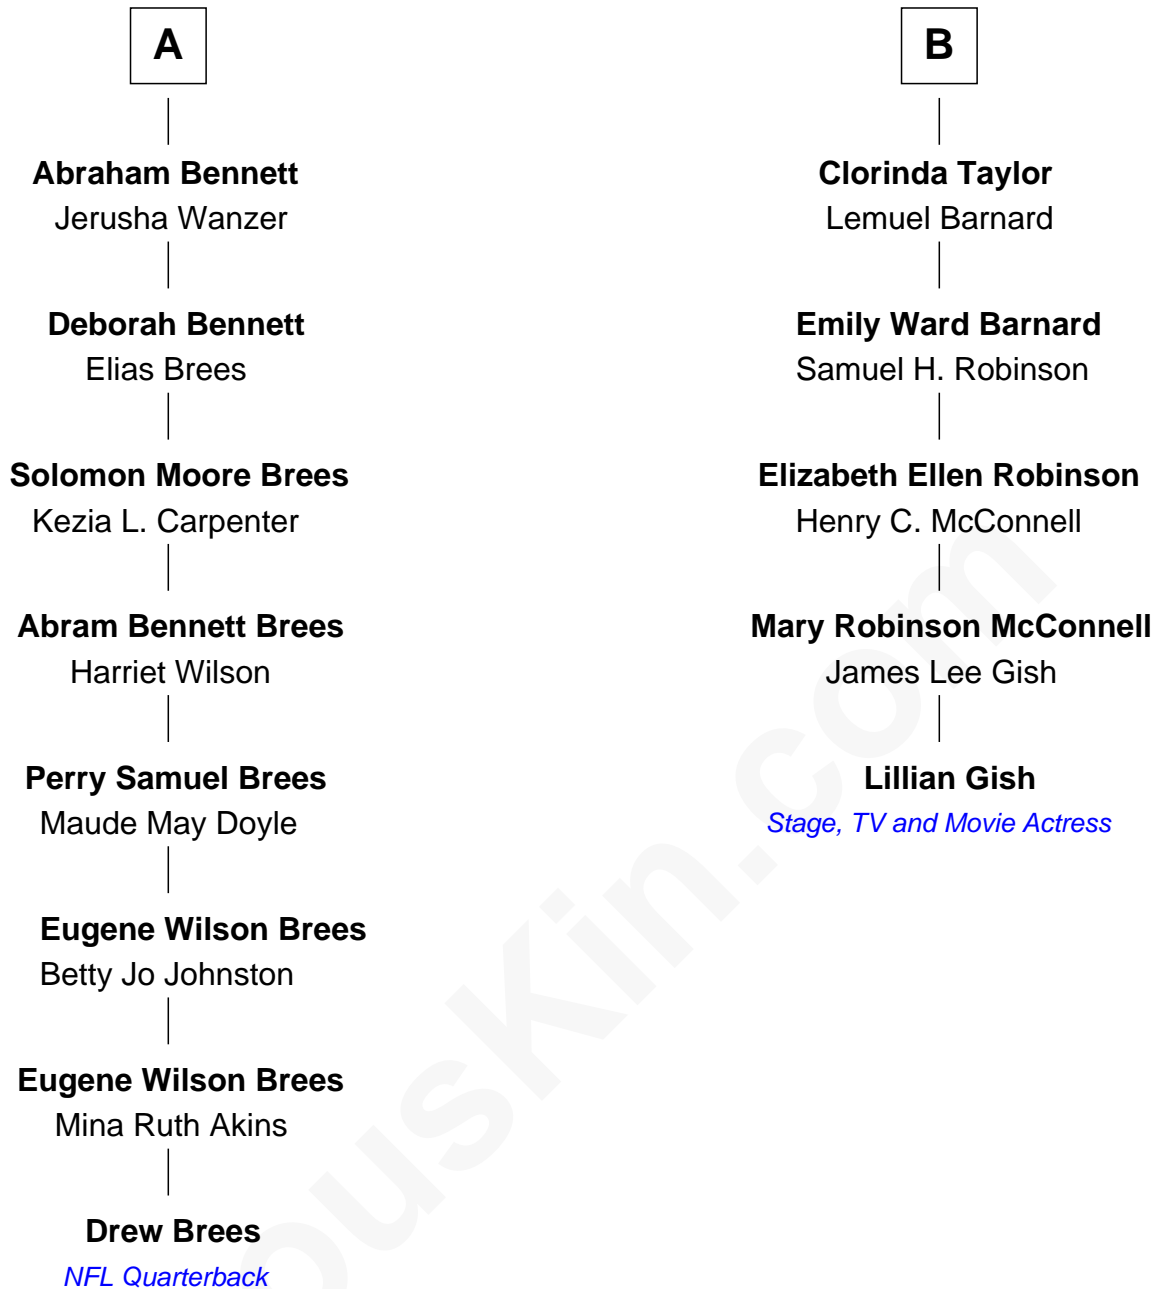 A
Abraham Bennett
Jerusha Wanzer
Deborah Bennett
Elias Brees
Solomon Moore Brees
Kezia L. Carpenter
Abram Bennett Brees
Harriet Wilson
Perry Samuel Brees
Maude May Doyle
Eugene Wilson Brees
Betty Jo Johnston
Eugene Wilson Brees
Mina Ruth Akins
Drew Brees
NFL Quarterback
B
Clorinda Taylor
Lemuel Barnard
Emily Ward Barnard
Samuel H. Robinson
Elizabeth Ellen Robinson
Henry C. McConnell
Mary Robinson McConnell
James Lee Gish
Lillian Gish
Stage, TV and Movie Actress
ousKin.com